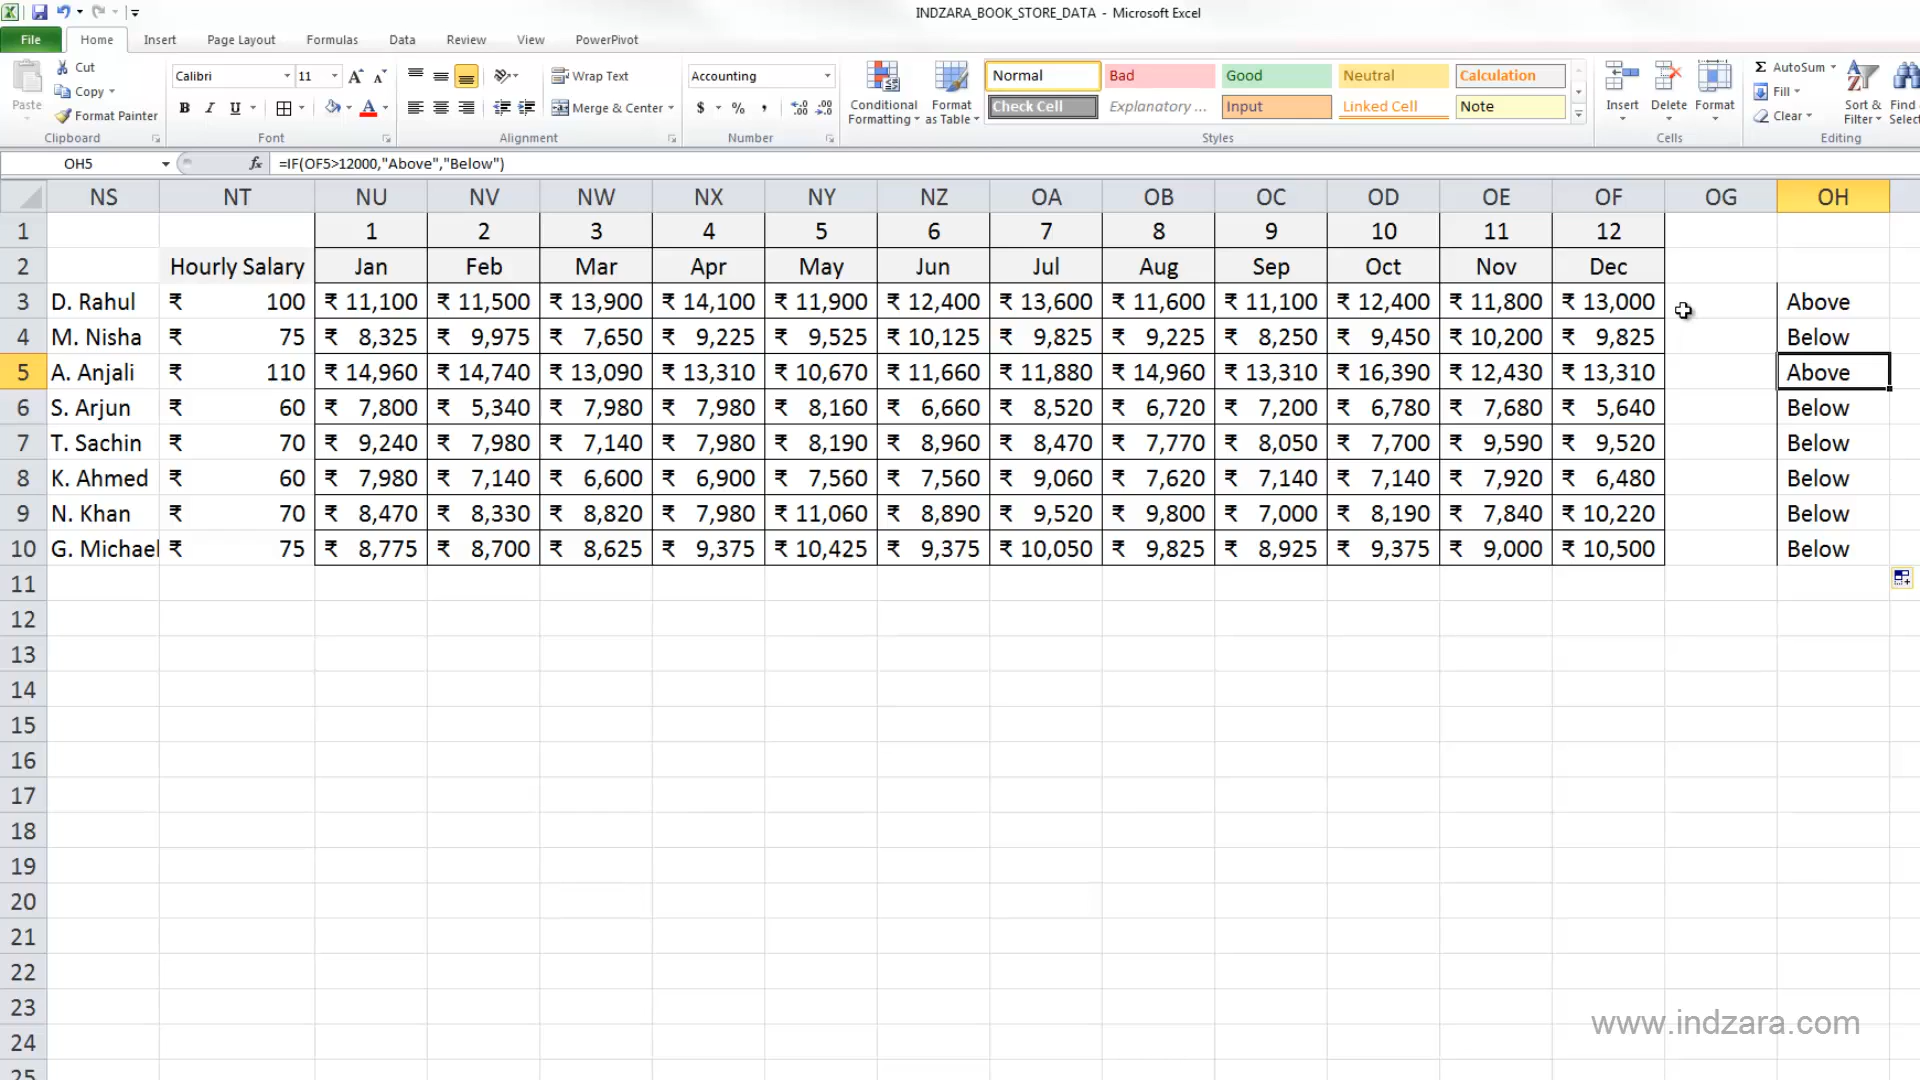 INDZARA_BOOK_STORE_DATA - Microsoft Excel
File Home Insert Page Layout Formulas Data Review View PowerPivot
Paste Cut Copy Format Painter Clipboard
Calibri 11 A A B I U A Font
Wrap Text Merge & Center Alignment
Accounting $ % , Number
Conditional Formatting Format as Table
Normal Bad Good Neutral Calculation
Check Cell Explanatory ... Input Linked Cell Note
Styles
Insert Delete Format Cells
Σ AutoSum Fill Clear Sort & Filter Find Select Editing
OH5 fx =IF(OF5>12000,"Above","Below")
NS NT NU NV NW NX NY NZ OA OB OC OD OE OF OG OH
1 1 2 3 4 5 6 7 8 9 10 11 12
2 Hourly Salary Jan Feb Mar Apr May Jun Jul Aug Sep Oct Nov Dec
3 D. Rahul ₹ 100 ₹ 11,100 ₹ 11,500 ₹ 13,900 ₹ 14,100 ₹ 11,900 ₹ 12,400 ₹ 13,600 ₹ 11,600 ₹ 11,100 ₹ 12,400 ₹ 11,800 ₹ 13,000 Above
4 M. Nisha ₹ 75 ₹ 8,325 ₹ 9,975 ₹ 7,650 ₹ 9,225 ₹ 9,525 ₹ 10,125 ₹ 9,825 ₹ 9,225 ₹ 8,250 ₹ 9,450 ₹ 10,200 ₹ 9,825 Below
5 A. Anjali ₹ 110 ₹ 14,960 ₹ 14,740 ₹ 13,090 ₹ 13,310 ₹ 10,670 ₹ 11,660 ₹ 11,880 ₹ 14,960 ₹ 13,310 ₹ 16,390 ₹ 12,430 ₹ 13,310 Above
6 S. Arjun ₹ 60 ₹ 7,800 ₹ 5,340 ₹ 7,980 ₹ 7,980 ₹ 8,160 ₹ 6,660 ₹ 8,520 ₹ 6,720 ₹ 7,200 ₹ 6,780 ₹ 7,680 ₹ 5,640 Below
7 T. Sachin ₹ 70 ₹ 9,240 ₹ 7,980 ₹ 7,140 ₹ 7,980 ₹ 8,190 ₹ 8,960 ₹ 8,470 ₹ 7,770 ₹ 8,050 ₹ 7,700 ₹ 9,590 ₹ 9,520 Below
8 K. Ahmed ₹ 60 ₹ 7,980 ₹ 7,140 ₹ 6,600 ₹ 6,900 ₹ 7,560 ₹ 7,560 ₹ 9,060 ₹ 7,620 ₹ 7,140 ₹ 7,140 ₹ 7,920 ₹ 6,480 Below
9 N. Khan ₹ 70 ₹ 8,470 ₹ 8,330 ₹ 8,820 ₹ 7,980 ₹ 11,060 ₹ 8,890 ₹ 9,520 ₹ 9,800 ₹ 7,000 ₹ 8,190 ₹ 7,840 ₹ 10,220 Below
10 G. Michael ₹ 75 ₹ 8,775 ₹ 8,700 ₹ 8,625 ₹ 9,375 ₹ 10,425 ₹ 9,375 ₹ 10,050 ₹ 9,825 ₹ 8,925 ₹ 9,375 ₹ 9,000 ₹ 10,500 Below
11
12
13
14
15
16
17
18
19
20
21
22
23
24
25
www.indzara.com